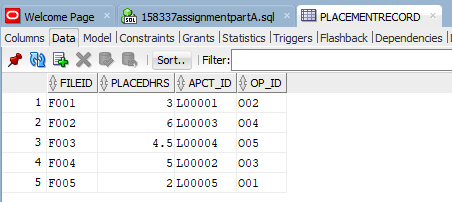 Welcome Page 158337assignmentpartA.sql PLACEMENTRECORD
Columns Data Model Constraints Grants Statistics Triggers Flashback Dependencies
Sort.. Filter:
FILEID PLACEDHRS APCT_ID OP_ID
1 F001 3 L00001 O02
2 F002 6 L00003 O04
3 F003 4.5 L00004 O05
4 F004 5 L00002 O03
5 F005 2 L00005 O01